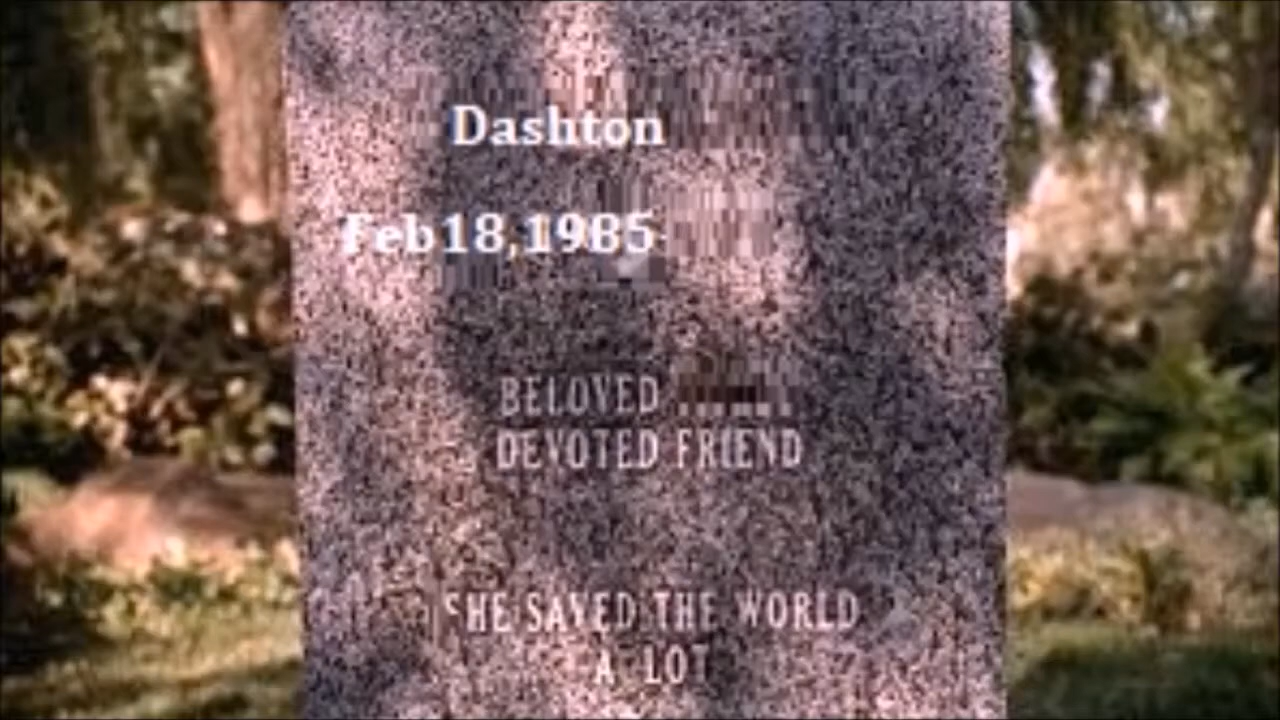 Dashton
Feb18,1985-
BELOVED
DEVOTED FRIEND
SHE SAVED THE WORLD
A LOT